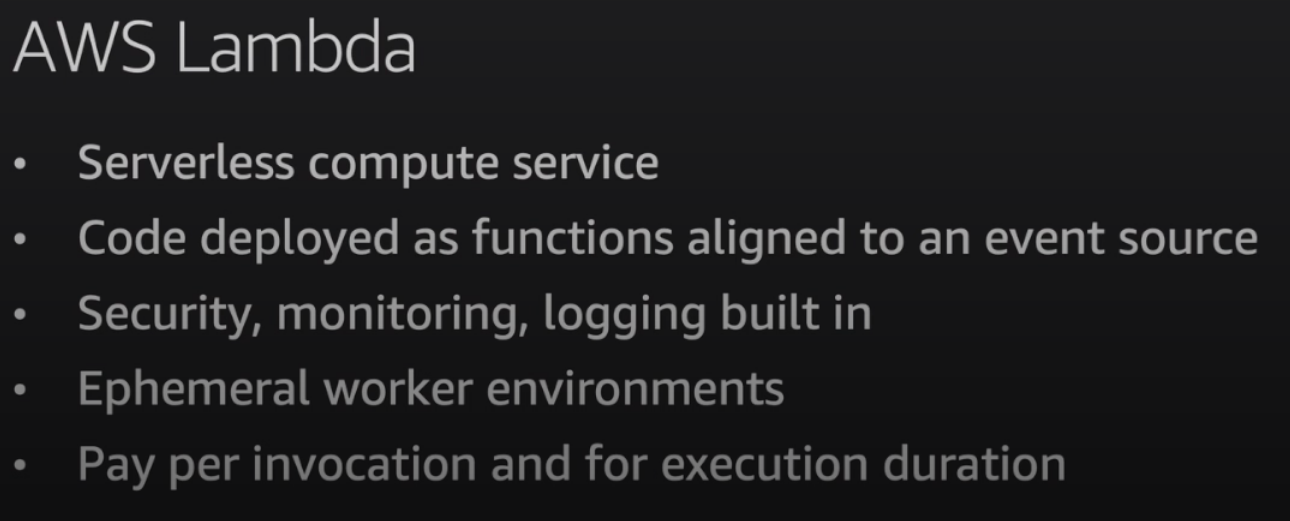 AWS Lambda
• Serverless compute service
• Code deployed as functions aligned to an event source
• Security, monitoring, logging built in
• Ephemeral worker environments
• Pay per invocation and for execution duration